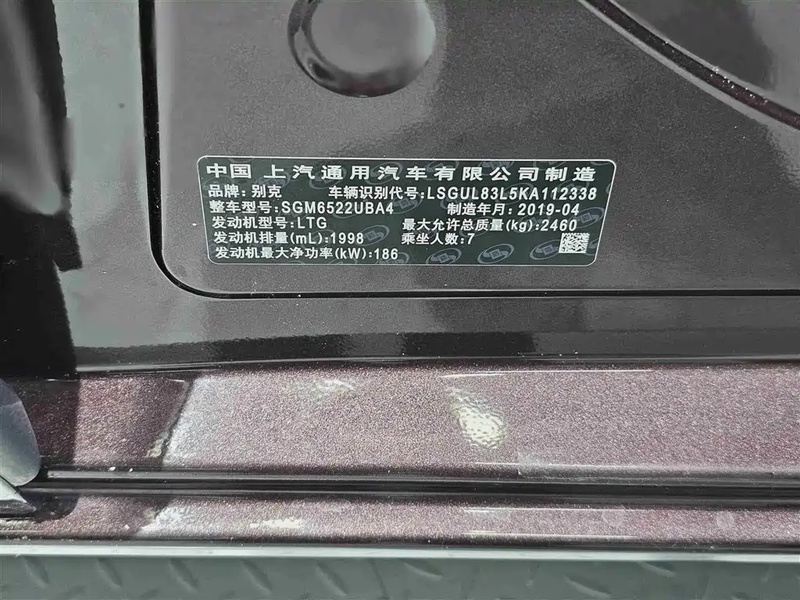 中国 上汽通用汽车有限公司制造
品牌:别克 车辆识别代号:LSGUL83L5KA112338
整车型号:SGM6522UBA4 制造年月:2019-04
发动机型号:LTG 最大允许总质量(kg):2460
发动机排量(mL):1998 乘坐人数:7
发动机最大净功率(kW):186